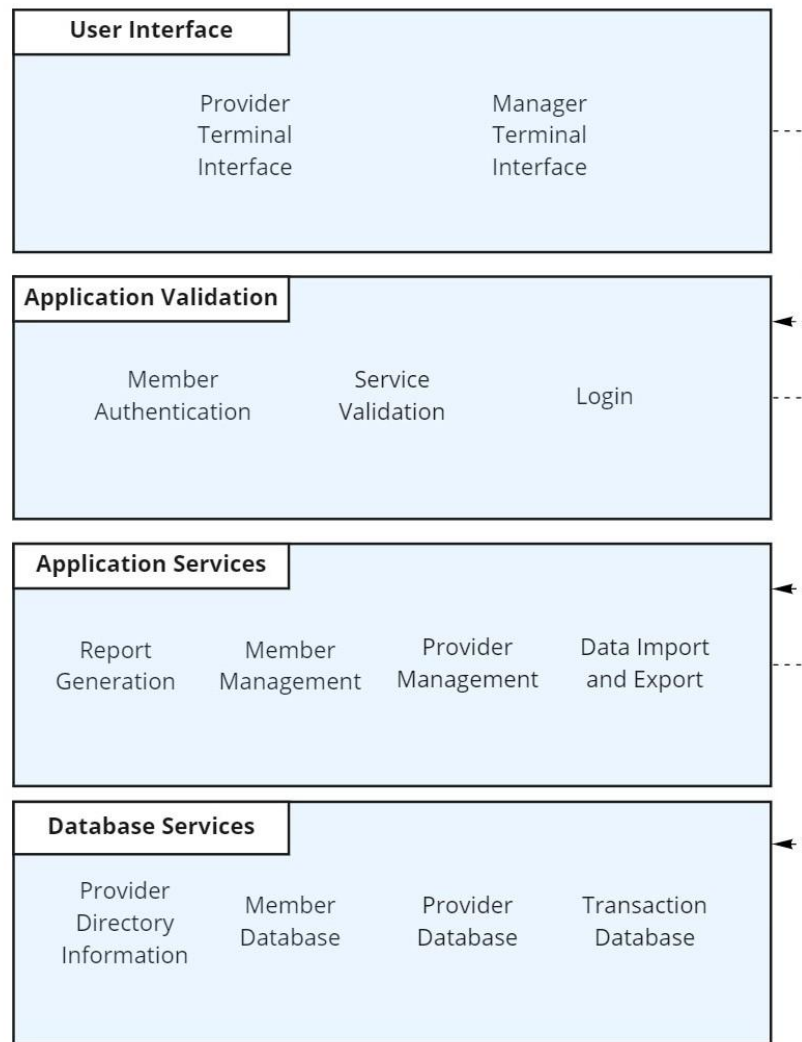 User Interface
Provider
Terminal
Interface
Manager
Terminal
Interface
Application Validation
Member
Authentication
Service
Validation
Login
Application Services
Report
Generation
Member
Management
Provider
Management
Data Import
and Export
Database Services
Provider
Directory
Information
Member
Database
Provider
Database
Transaction
Database